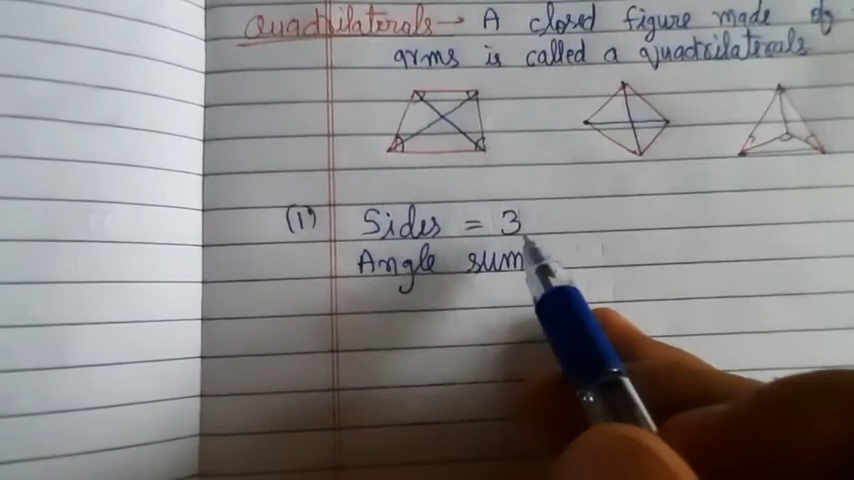 Quadrilaterals → A closed figure made of
arms is called a quadrilaterals
(1) Sides = 3
Angle sum